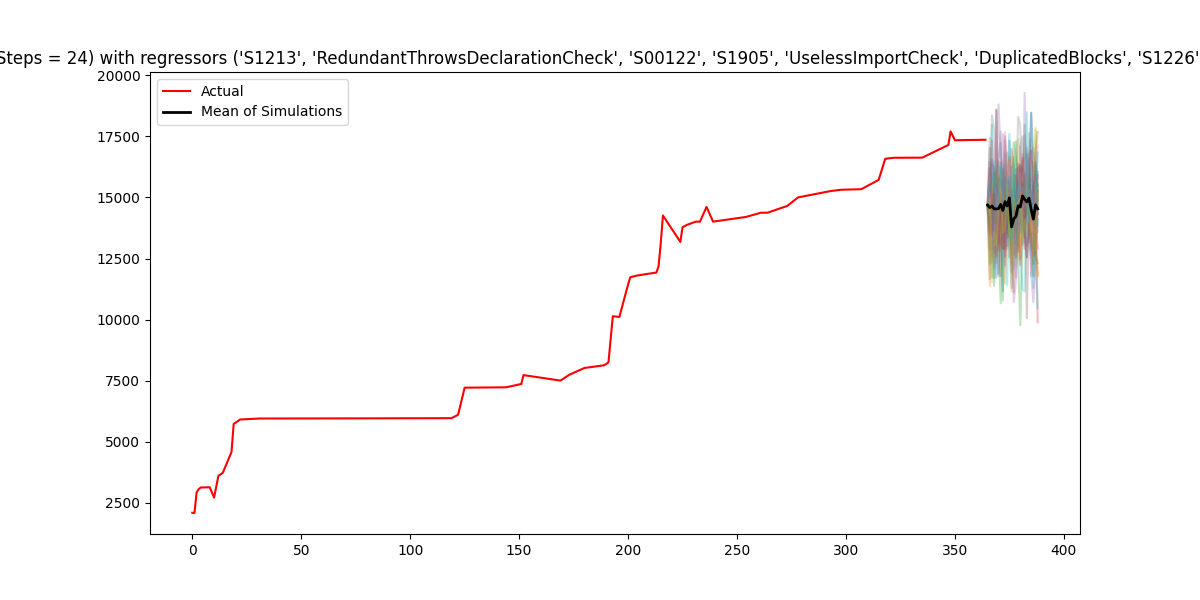 Steps = 24) with regressors ('S1213', 'RedundantThrowsDeclarationCheck', 'S00122', 'S1905', 'UselessImportCheck', 'DuplicatedBlocks', 'S1226'
20000
17500
15000
12500
10000
7500
5000
2500
Actual
Mean of Simulations
0 50 100 150 200 250 300 350 400